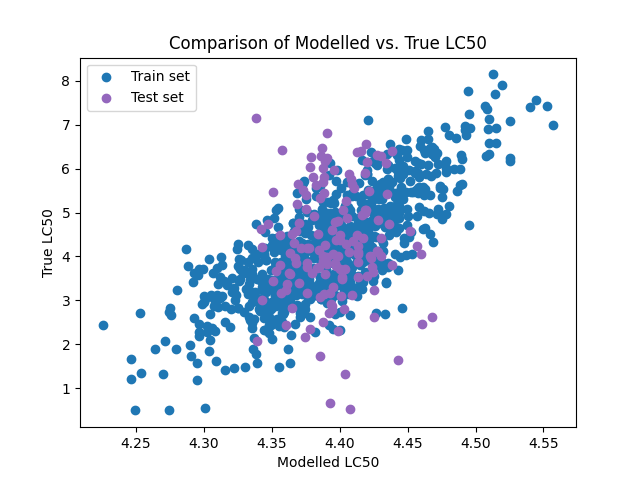 Comparison of Modelled vs. True LC50
Train set
Test set
8
7
6
5
4
3
2
1
True LC50
4.25 4.30 4.35 4.40 4.45 4.50 4.55
Modelled LC50